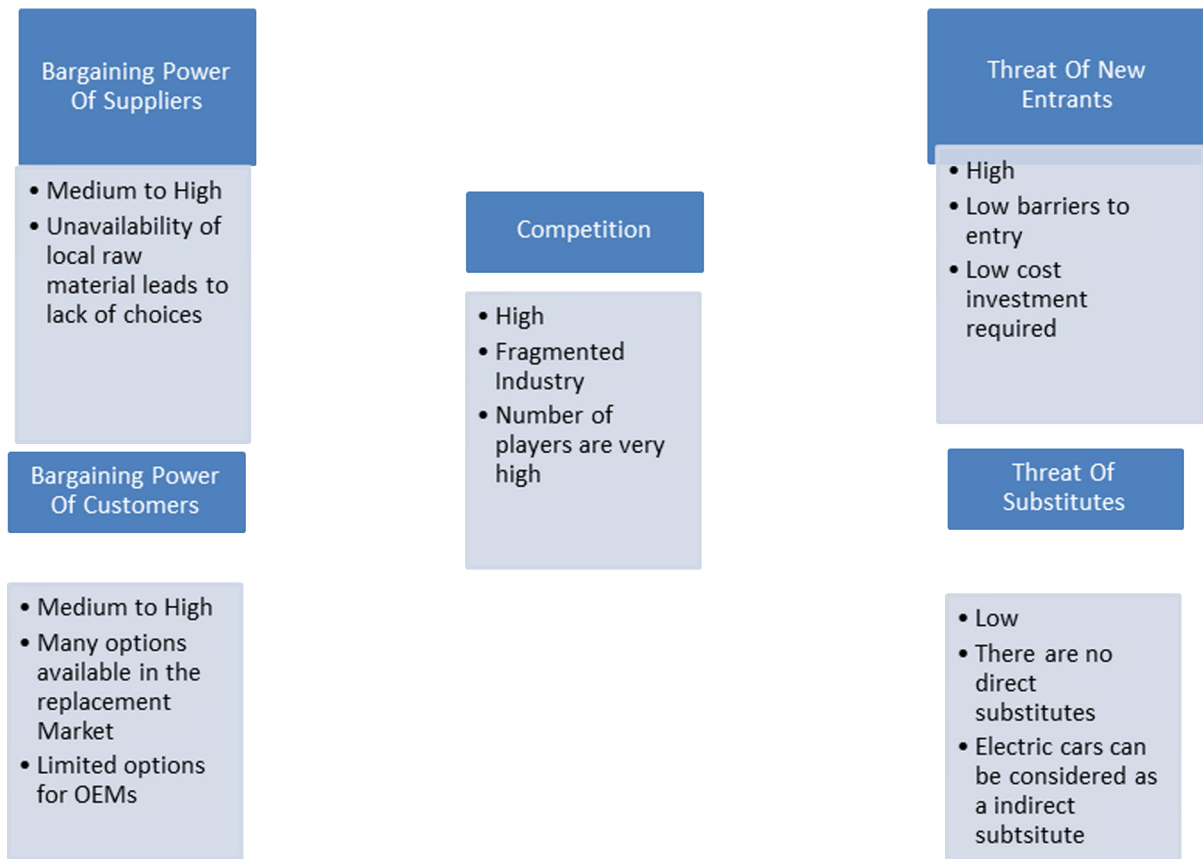 Bargaining Power
Of Suppliers
• Medium to High
• Unavailability of
local raw
material leads to
lack of choices
Bargaining Power
Of Customers
• Medium to High
• Many options
available in the
replacement
Market
• Limited options
for OEMs
Competition
• High
• Fragmented
Industry
• Number of
players are very
high
Threat Of New
Entrants
• High
• Low barriers to
entry
• Low cost
investment
required
Threat Of
Substitutes
• Low
• There are no
direct
substitutes
• Electric cars can
be considered as
a indirect
subtsitute